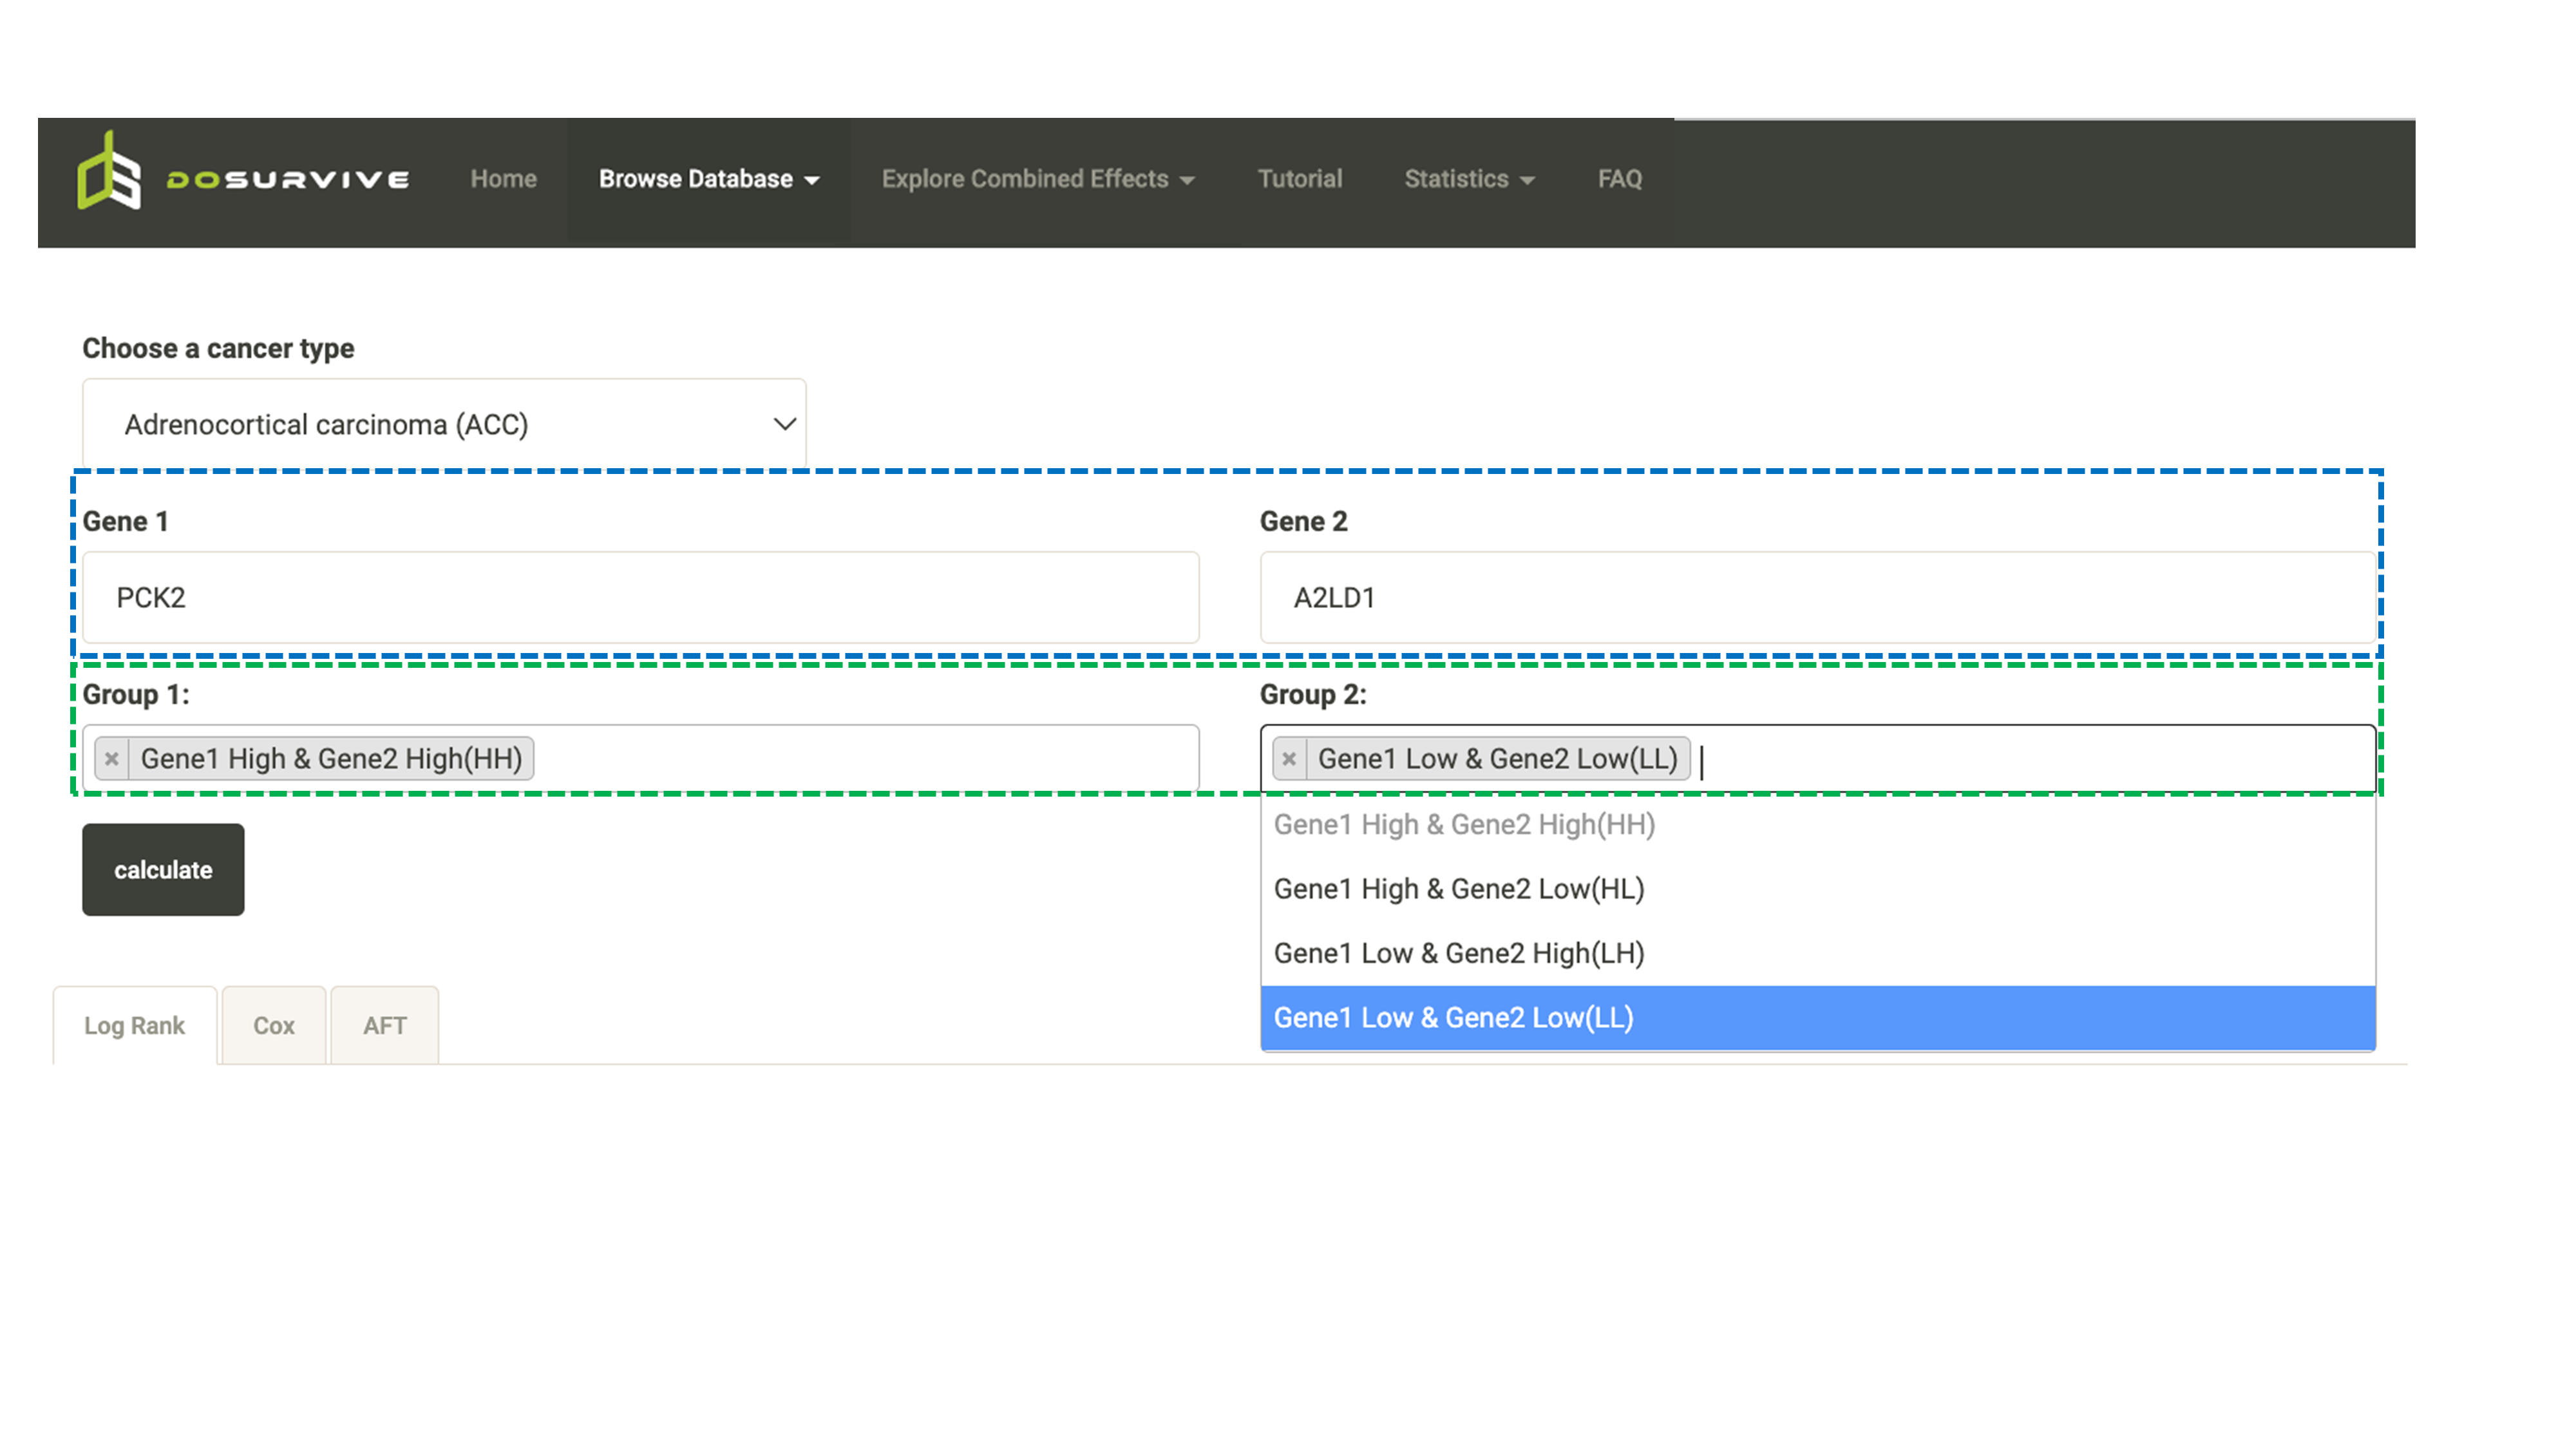 DOSURVIVE Home Browse Database Explore Combined Effects Tutorial Statistics FAQ
Choose a cancer type
Adrenocortical carcinoma (ACC)
Gene 1 Gene 2
PCK2 A2LD1
Group 1: Group 2:
× Gene1 High & Gene2 High(HH) × Gene1 Low & Gene2 Low(LL)
Gene1 High & Gene2 High(HH)
calculate
Gene1 High & Gene2 Low(HL)
Gene1 Low & Gene2 High(LH)
Gene1 Low & Gene2 Low(LL)
Log Rank Cox AFT